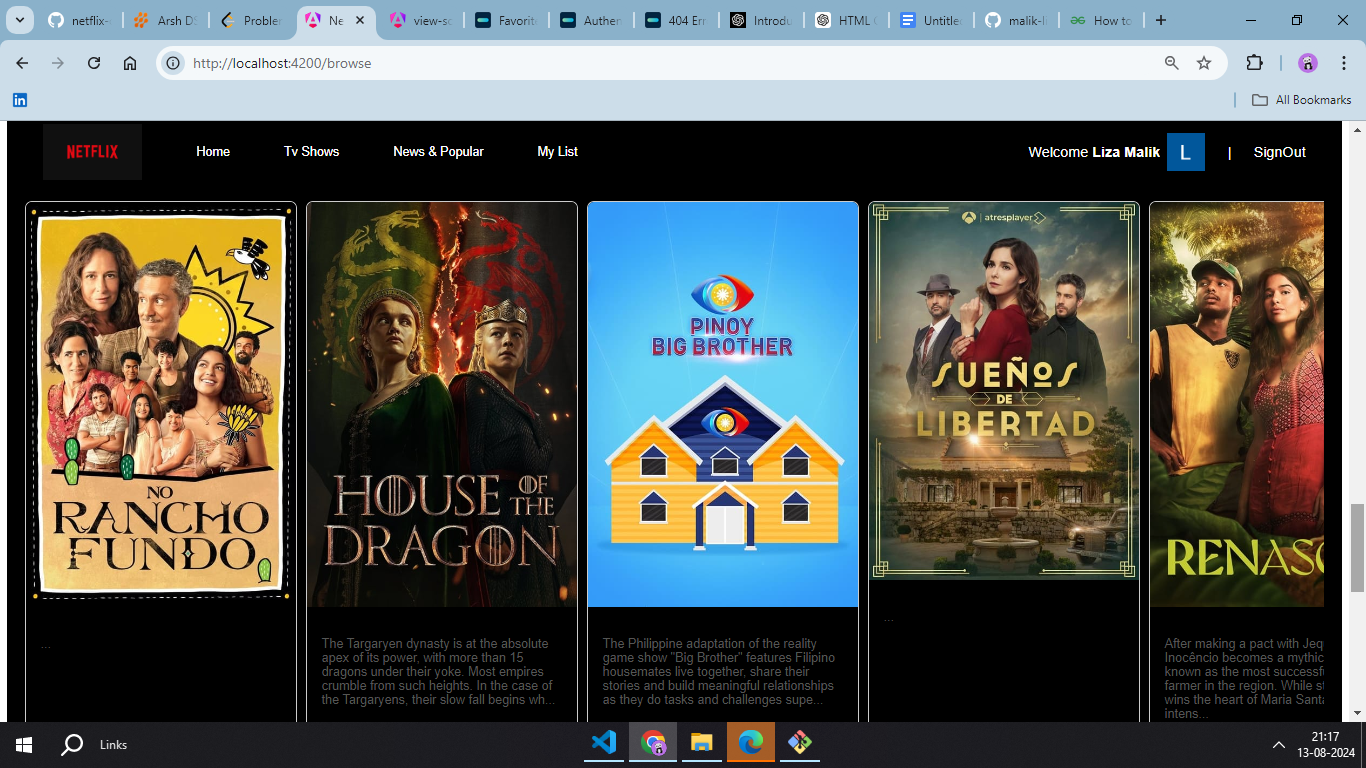 netflix-
Arsh DS
Problem
Ne
view-sc
Favorite
Authen
404 Err
Introdu
HTML
Untitled
malik-li
How to
http://localhost:4200/browse
All Bookmarks
NETFLIX
Home
Tv Shows
News & Popular
My List
Welcome Liza Malik
L
|
SignOut
NO
RANCHO
FUNDO
...
HOUSE OF
THE
DRAGON
The Targaryen dynasty is at the absolute
apex of its power, with more than 15
dragons under their yoke. Most empires
crumble from such heights. In the case of
the Targaryens, their slow fall begins wh...
PINOY
BIG BROTHER
The Philippine adaptation of the reality
game show "Big Brother" features Filipino
housemates live together, share their
stories and build meaningful relationships
as they do tasks and challenges supe...
atresplayer
SUEÑOS
DE
LIBERTAD
...
RENASC
After making a pact with Jeq
Inocêncio becomes a mythic
known as the most successf
farmer in the region. While st
wins the heart of Maria Santa
intens...
Links
21:17
13-08-2024